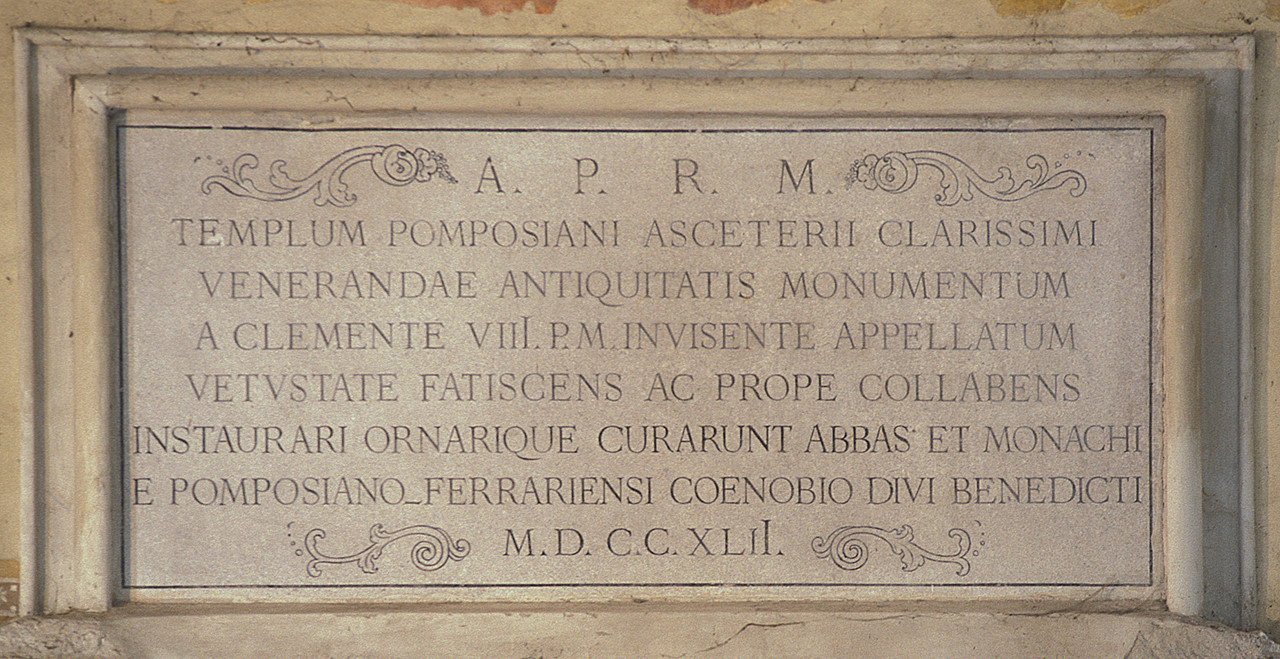 A. P. R. M.
TEMPLUM POMPOSIANI ASCETERII CLARISSIMI
VENERANDAE ANTIQUITATIS MONUMENTUM
A CLEMENTE VIII. P.M. INVISENTE APPELLATUM
VETVSTATE FATISCENS AC PROPE COLLABENS
INSTAURARI ORNARIQUE CURARUNT ABBAS ET MONACHI
E POMPOSIANO_FERRARIENSI COENOBIO DIVI BENEDICTI
M.D.C.C.XLII.